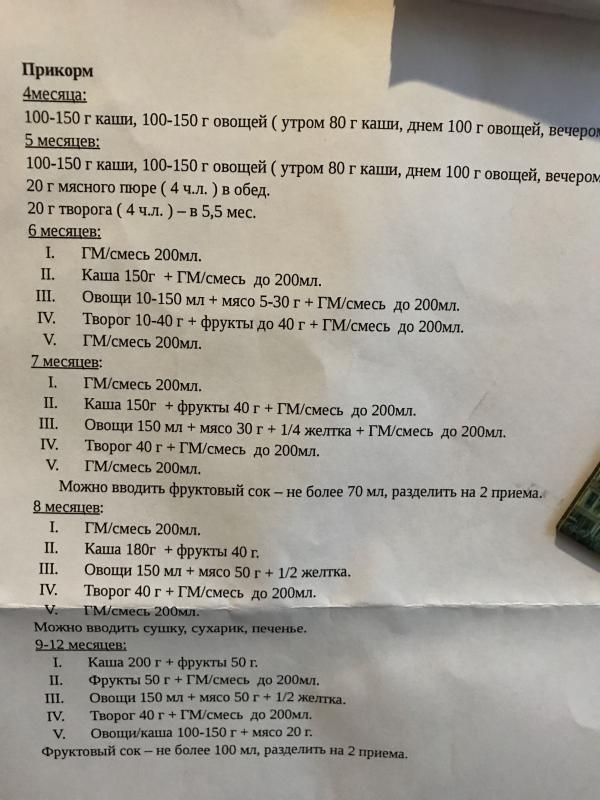 Прикорм
4месяца:
100-150 г каши, 100-150 г овощей ( утром 80 г каши, днем 100 г овощей, вечером
5 месяцев:
100-150 г каши, 100-150 г овощей ( утром 80 г каши, днем 100 г овощей, вечером
20 г мясного пюре ( 4 ч.л. ) в обед.
20 г творога ( 4 ч.л. ) – в 5,5 мес.
6 месяцев:
I. ГМ/смесь 200мл.
II. Каша 150г + ГМ/смесь до 200мл.
III. Овощи 10-150 мл + мясо 5-30 г + ГМ/смесь до 200мл.
IV. Творог 10-40 г + фрукты до 40 г + ГМ/смесь до 200мл.
V. ГМ/смесь 200мл.
7 месяцев:
I. ГМ/смесь 200мл.
II. Каша 150г + фрукты 40 г + ГМ/смесь до 200мл.
III. Овощи 150 мл + мясо 30 г + 1/4 желтка + ГМ/смесь до 200мл.
IV. Творог 40 г + ГМ/смесь до 200мл.
V. ГМ/смесь 200мл.
Можно вводить фруктовый сок – не более 70 мл, разделить на 2 приема.
8 месяцев:
I. ГМ/смесь 200мл.
II. Каша 180г + фрукты 40 г.
III. Овощи 150 мл + мясо 50 г + 1/2 желтка.
IV. Творог 40 г + ГМ/смесь до 200мл.
V. ГМ/смесь 200мл.
Можно вводить сушку, сухарик, печенье.
9-12 месяцев:
I. Каша 200 г + фрукты 50 г.
II. Фрукты 50 г + ГМ/смесь до 200мл.
III. Овощи 150 мл + мясо 50 г + 1/2 желтка.
IV. Творог 40 г + ГМ/смесь до 200мл.
V. Овощи/каша 100-150 г + мясо 20 г.
Фруктовый сок – не более 100 мл, разделить на 2 приема.